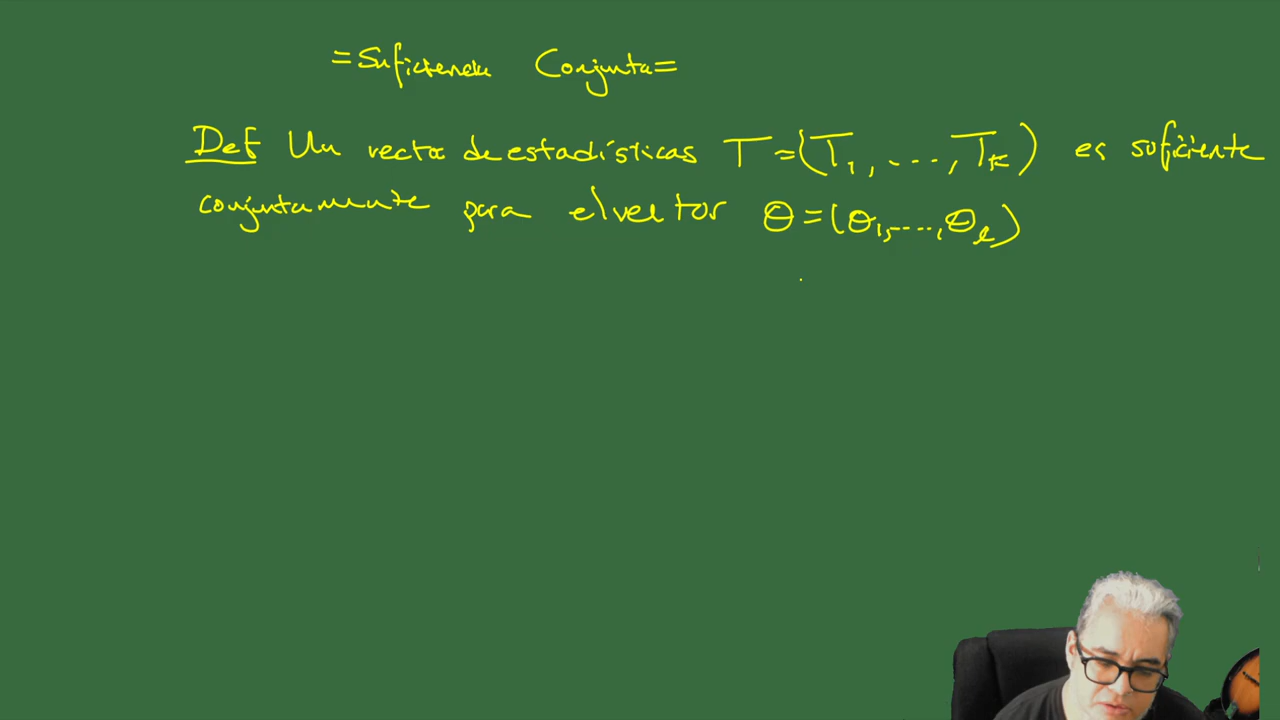 =Suficiencia Conjunta=
Def Un vector de estadísticas T=(T₁,...,Tₖ) es suficiente
conjuntamente para el vector θ=(θ₁,...,θₗ)